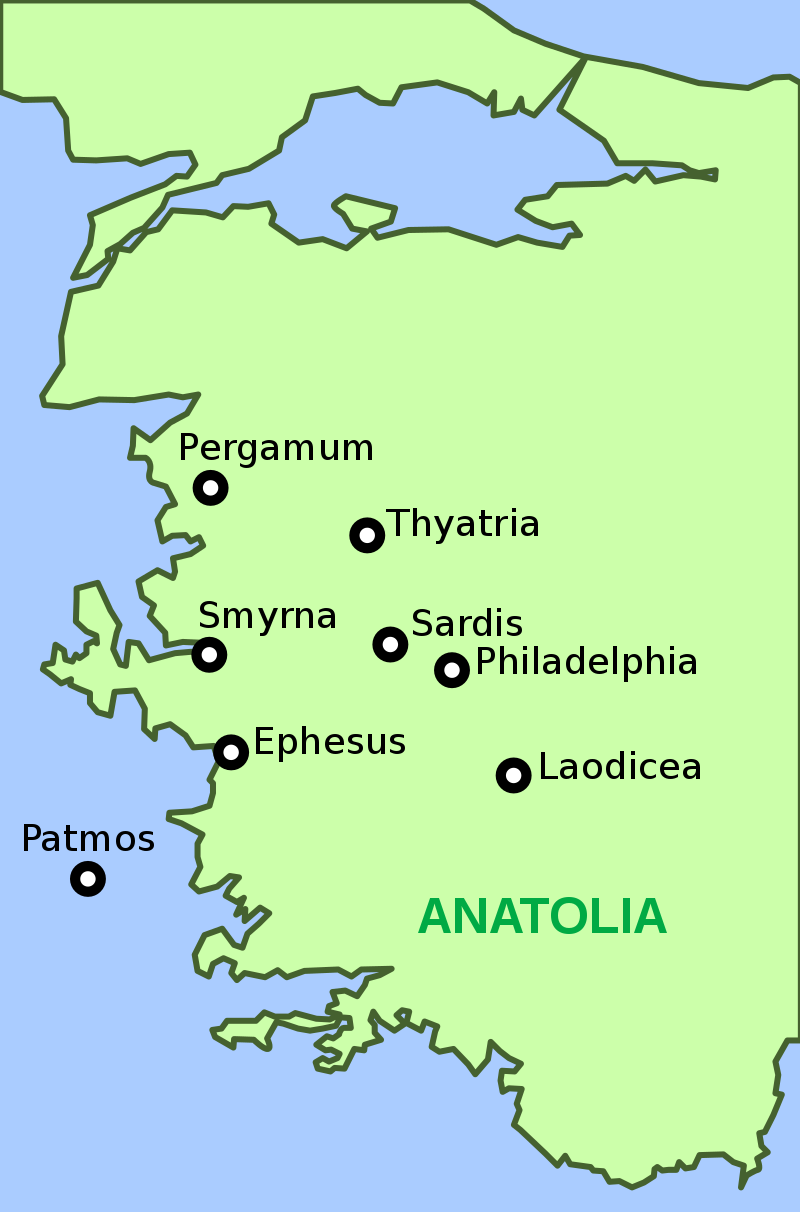 Pergamum
Thyatria
Smyrna
Sardis
Philadelphia
Ephesus
Laodicea
Patmos
ANATOLIA